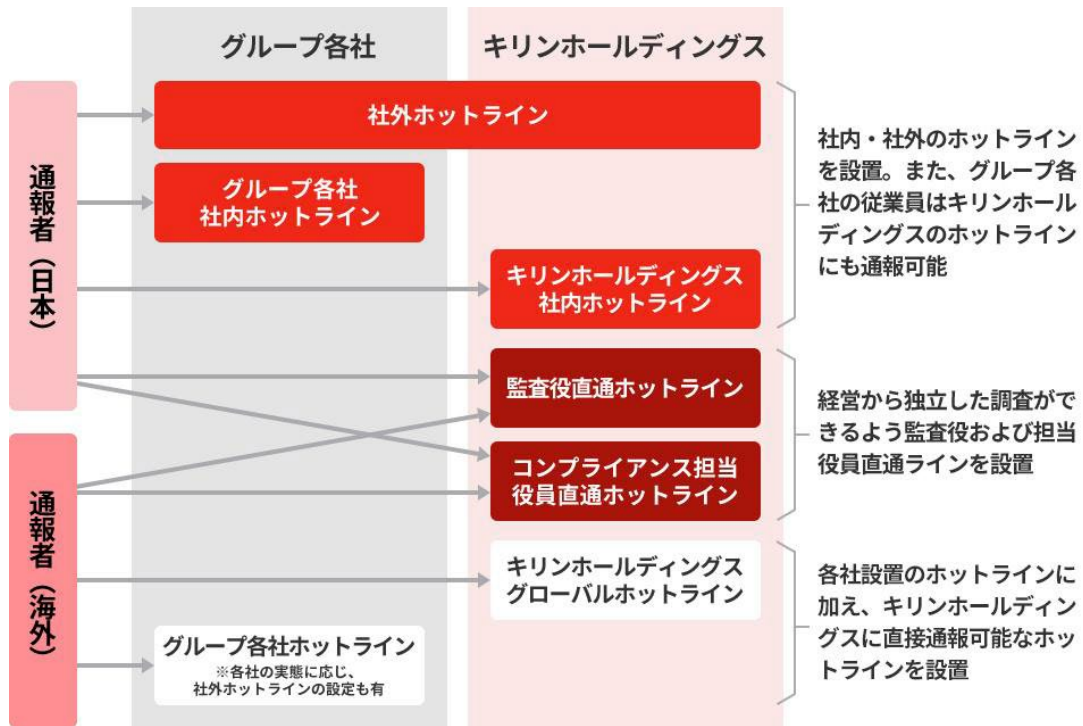 グループ各社
キリンホールディングス
通報者（日本）
社外ホットライン
グループ各社
社内ホットライン
キリンホールディングス
社内ホットライン
社内・社外のホットライン
を設置。また、グループ各
社の従業員はキリンホール
ディングスのホットライン
にも通報可能
監査役直通ホットライン
コンプライアンス担当
役員直通ホットライン
経営から独立した調査がで
きるよう監査役および担当
役員直通ラインを設置
通報者（海外）
キリンホールディングス
グローバルホットライン
グループ各社ホットライン
※各社の実態に応じ、
社外ホットラインの設定も有
各社設置のホットラインに
加え、キリンホールディン
グスに直接通報可能なホッ
トラインを設置